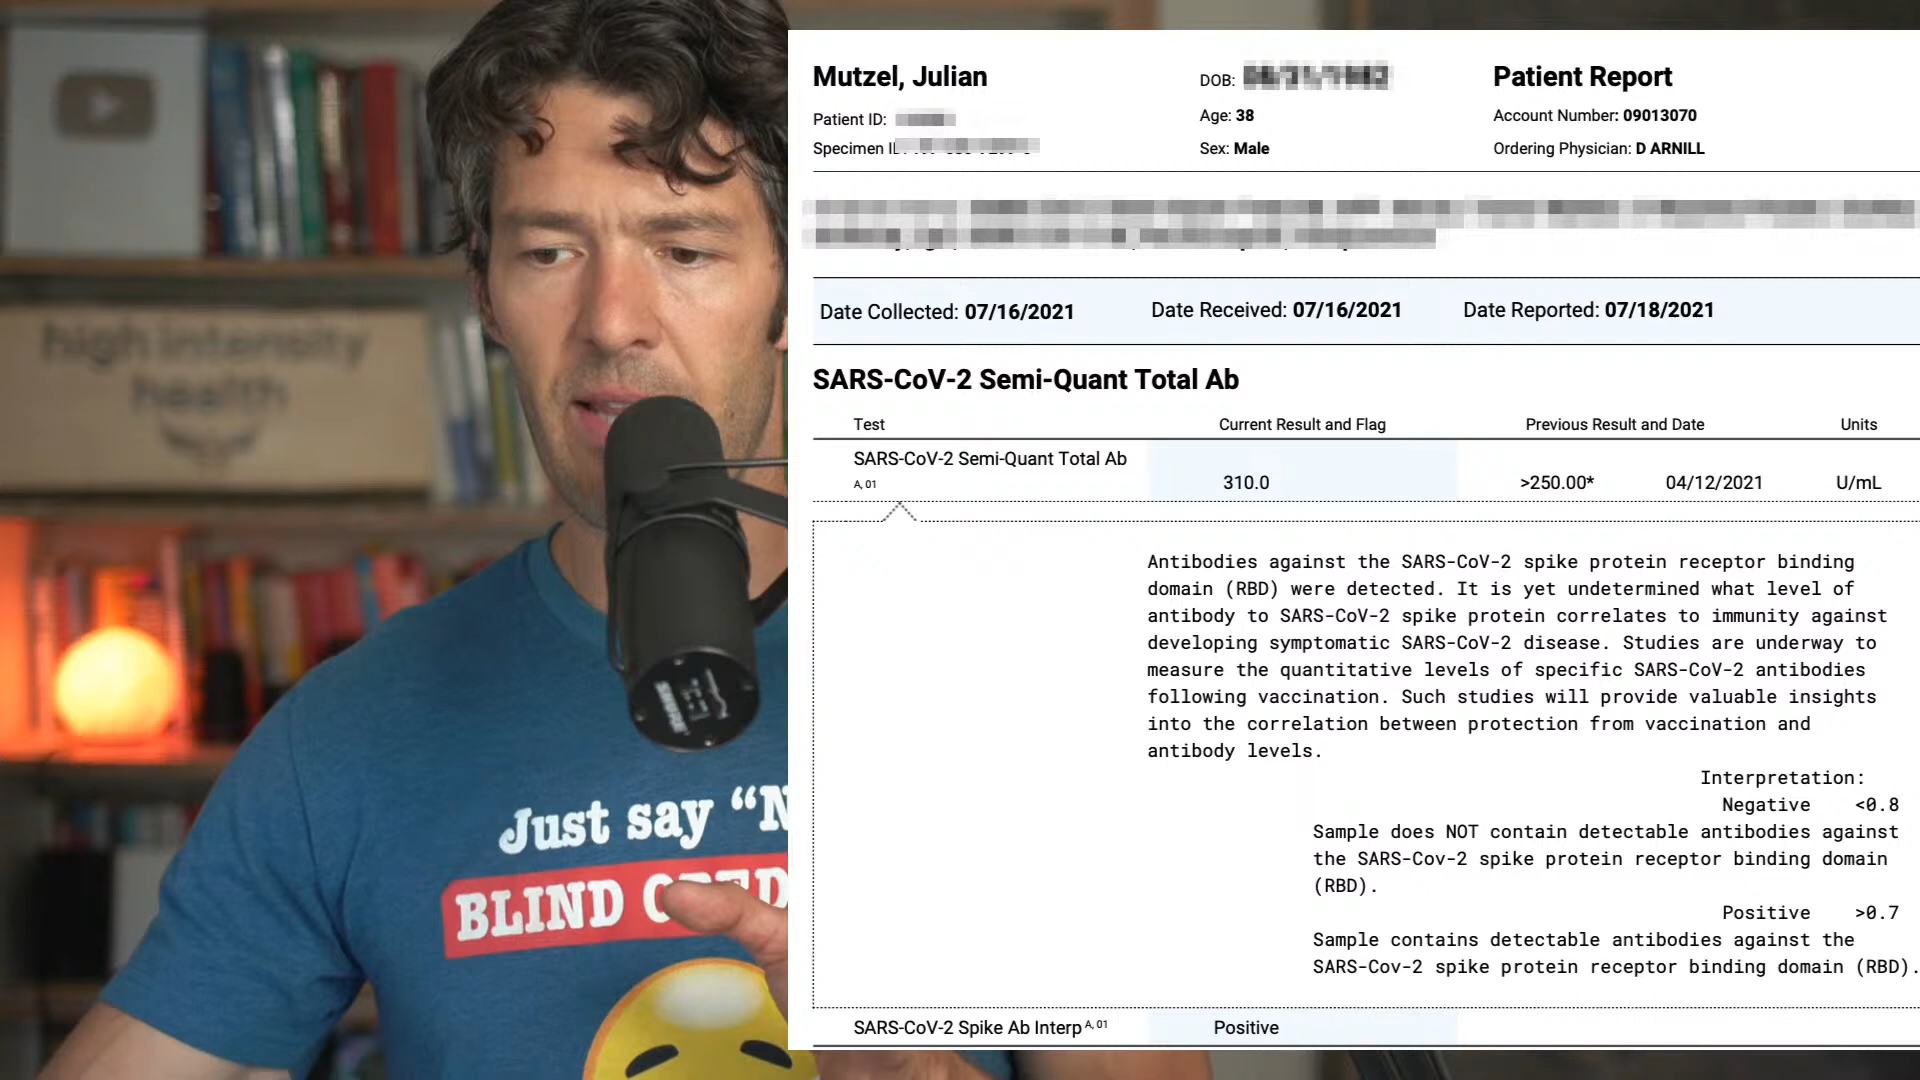 high intensity
health
Just say “N
BLIND
Mutzel, Julian
DOB:
Patient Report
Patient ID:
Age: 38
Account Number: 09013070
Specimen
Sex: Male
Ordering Physician: D ARNILL
Date Collected: 07/16/2021 Date Received: 07/16/2021 Date Reported: 07/18/2021
SARS-CoV-2 Semi-Quant Total Ab
Test Current Result and Flag Previous Result and Date Units
SARS-CoV-2 Semi-Quant Total Ab
A, 01 310.0 >250.00* 04/12/2021 U/mL
Antibodies against the SARS-CoV-2 spike protein receptor binding
domain (RBD) were detected. It is yet undetermined what level of
antibody to SARS-CoV-2 spike protein correlates to immunity against
developing symptomatic SARS-CoV-2 disease. Studies are underway to
measure the quantitative levels of specific SARS-CoV-2 antibodies
following vaccination. Such studies will provide valuable insights
into the correlation between protection from vaccination and
antibody levels.
Interpretation:
Negative <0.8
Sample does NOT contain detectable antibodies against
the SARS-Cov-2 spike protein receptor binding domain
(RBD).
Positive >0.7
Sample contains detectable antibodies against the
SARS-Cov-2 spike protein receptor binding domain (RBD).
SARS-CoV-2 Spike Ab Interp A, 01 Positive